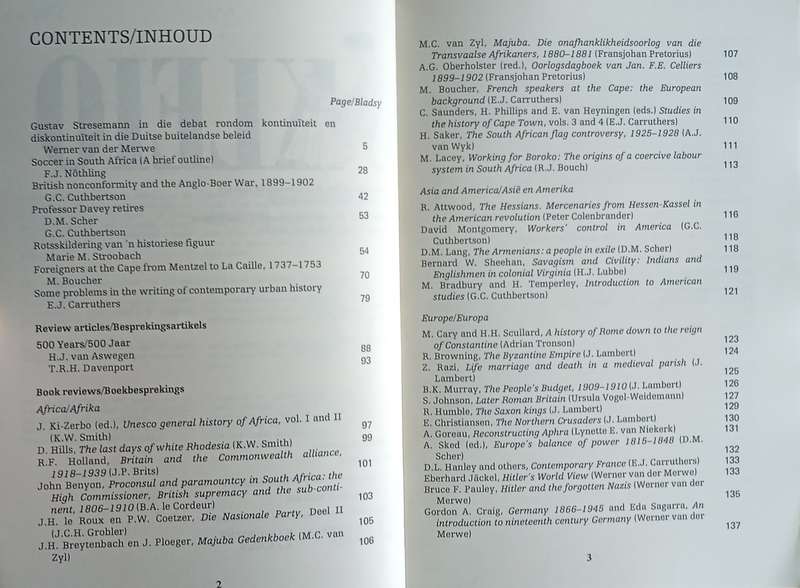 CONTENTS/INHOUD
Page/Bladsy
Gustav Stresemann in die debat rondom kontinuïteit en
diskontinuïteit in die Duitse buitelandse beleid
Werner van der Merwe 5
Soccer in South Africa (A brief outline)
F.J. Nöthling 28
British nonconformity and the Anglo-Boer War, 1899–1902
G.C. Cuthbertson 42
Professor Davey retires 53
D.M. Scher
G.C. Cuthbertson
Rotsskildering van 'n historiese figuur 54
Marie M. Stroobach
Foreigners at the Cape from Mentzel to La Caille, 1737–1753
M. Boucher 70
Some problems in the writing of contemporary urban history
E.J. Carruthers 79
Review articles/Besprekingsartikels
500 Years/500 Jaar
H.J. van Aswegen 88
T.R.H. Davenport 93
Book reviews/Boekbesprekings
Africa/Afrika
J. Ki-Zerbo (ed.), Unesco general history of Africa, vol. I and II
(K.W. Smith) 97
D. Hills, The last days of white Rhodesia (K.W. Smith) 99
R.F. Holland, Britain and the Commonwealth alliance,
1918–1939 (J.P. Brits) 101
John Benyon, Proconsul and paramountcy in South Africa: the
High Commissioner, British supremacy and the sub-conti-
nent, 1806–1910 (B.A. le Cordeur) 103
J.H. le Roux en P.W. Coetzer, Die Nasionale Party, Deel II
(J.C.H. Grobler) 105
J.H. Breytenbach en J. Ploeger, Majuba Gedenkboek (M.C. van
Zyl) 106
2
M.C. van Zyl, Majuba. Die onafhanklikheidsoorlog van die
Transvaalse Afrikaners, 1880–1881 (Fransjohan Pretorius) 107
A.G. Oberholster (red.), Oorlogsdagboek van Jan. F.E. Celliers
1899–1902 (Fransjohan Pretorius) 108
M. Boucher, French speakers at the Cape: the European
background (E.J. Carruthers) 109
C. Saunders, H. Phillips and E. van Heyningen (eds.) Studies in
the history of Cape Town, vols. 3 and 4 (E.J. Carruthers) 110
H. Saker, The South African flag controversy, 1925–1928 (A.J.
van Wyk) 111
M. Lacey, Working for Boroko: The origins of a coercive labour
system in South Africa (R.J. Bouch) 113
Asia and America/Asië en Amerika
R. Attwood, The Hessians. Mercenaries from Hessen-Kassel in
the American revolution (Peter Colenbrander) 116
David Montgomery, Workers' control in America (G.C.
Cuthbertson) 118
D.M. Lang, The Armenians: a people in exile (D.M. Scher) 118
Bernard W. Sheehan, Savagism and Civility: Indians and
Englishmen in colonial Virginia (H.J. Lubbe) 119
M. Bradbury and H. Temperley, Introduction to American
studies (G.C. Cuthbertson) 121
Europe/Europa
M. Cary and H.H. Scullard, A history of Rome down to the reign
of Constantine (Adrian Tronson) 123
R. Browning, The Byzantine Empire (J. Lambert) 124
Z. Razi, Life marriage and death in a medieval parish (J.
Lambert) 125
B.K. Murray, The People's Budget, 1909–1910 (J. Lambert) 126
S. Johnson, Later Roman Britain (Ursula Vogel-Weidemann) 127
R. Humble, The Saxon kings (J. Lambert) 129
E. Christiansen, The Northern Crusaders (J. Lambert) 130
A. Goreau, Reconstructing Aphra (Lynette E. van Niekerk) 131
A. Sked (ed.), Europe's balance of power 1815–1848 (D.M.
Scher) 132
D.L. Hanley and others, Contemporary France (E.J. Carruthers) 133
Eberhard Jäckel, Hitler's World View (Werner van der Merwe) 133
Bruce F. Pauley, Hitler and the forgotten Nazis (Werner van der
Merwe) 135
Gordon A. Craig, Germany 1866–1945 and Eda Sagarra, An
introduction to nineteenth century Germany (Werner van der
Merwe) 137
3